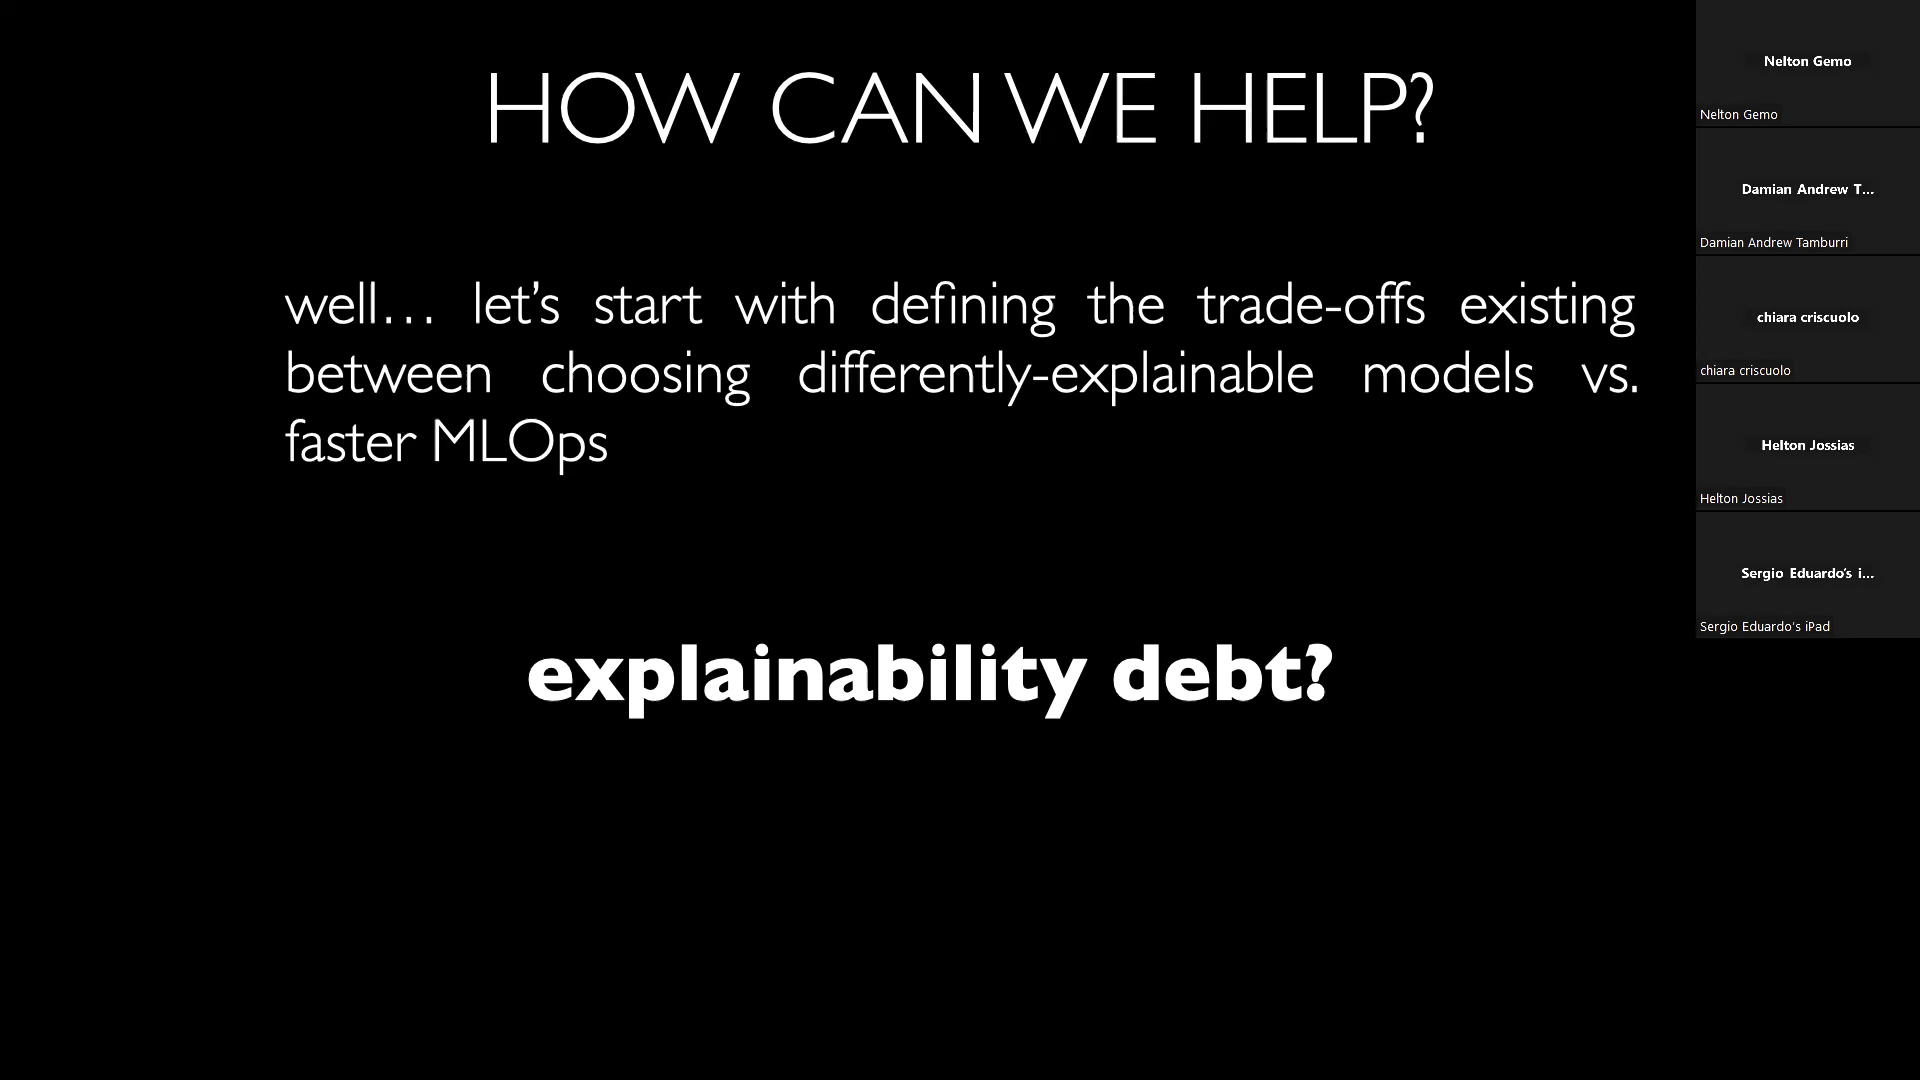 HOW CAN WE HELP?
well… let’s start with defining the trade-offs existing
between choosing differently-explainable models vs.
faster MLOps
explainability debt?
Nelton Gemo
Nelton Gemo
Damian Andrew T...
Damian Andrew Tamburri
chiara criscuolo
chiara criscuolo
Helton Jossias
Helton Jossias
Sergio Eduardo's i...
Sergio Eduardo's iPad